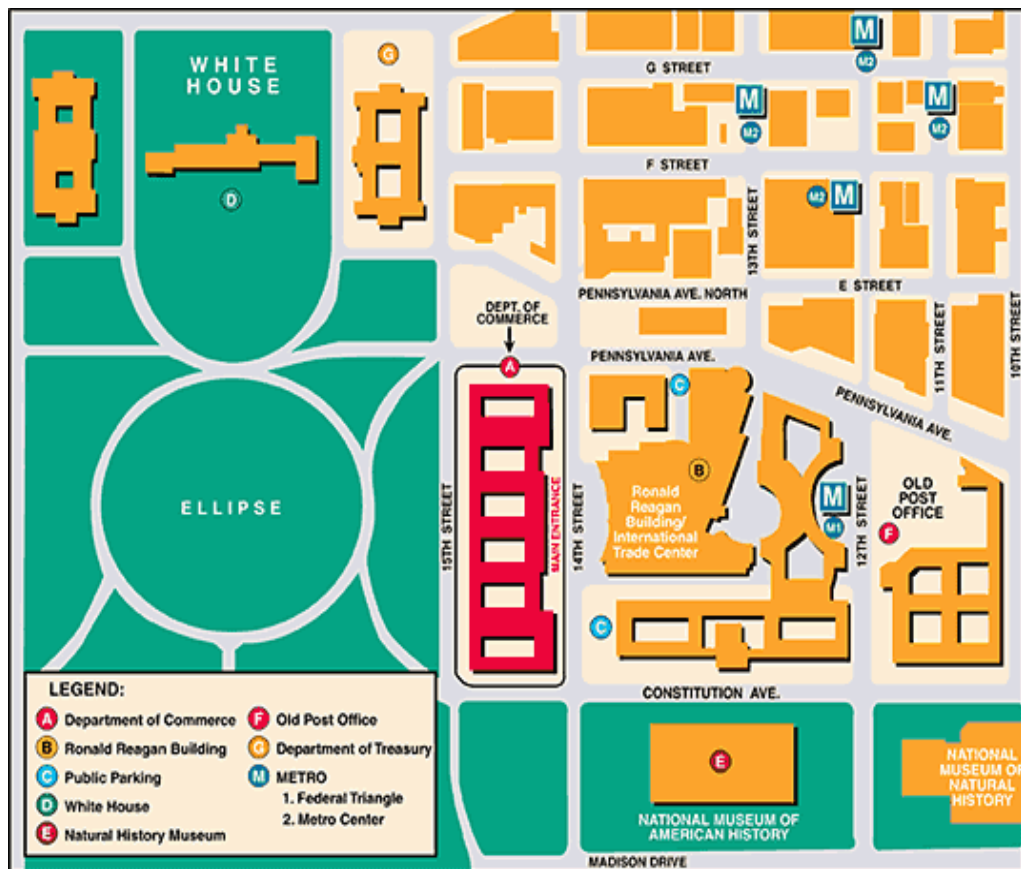 G
M
M2
WHITE
HOUSE
G STREET
M
M2
M
M2
F STREET
D
M2
M
13TH STREET
E STREET
PENNSYLVANIA AVE. NORTH
DEPT. OF
COMMERCE
11TH STREET
10TH STREET
A
PENNSYLVANIA AVE.
C
PENNSYLVANIA AVE.
B
ELLIPSE
15TH STREET
MAIN ENTRANCE
14TH STREET
Ronald
Reagan
Building/
International
Trade Center
M
M1
12TH STREET
OLD
POST
OFFICE
F
C
CONSTITUTION AVE.
LEGEND:
A Department of Commerce
B Ronald Reagan Building
C Public Parking
D White House
E Natural History Museum
F Old Post Office
G Department of Treasury
M METRO
1. Federal Triangle
2. Metro Center
E
NATIONAL MUSEUM OF
AMERICAN HISTORY
NATIONAL
MUSEUM OF
NATURAL
HISTORY
MADISON DRIVE